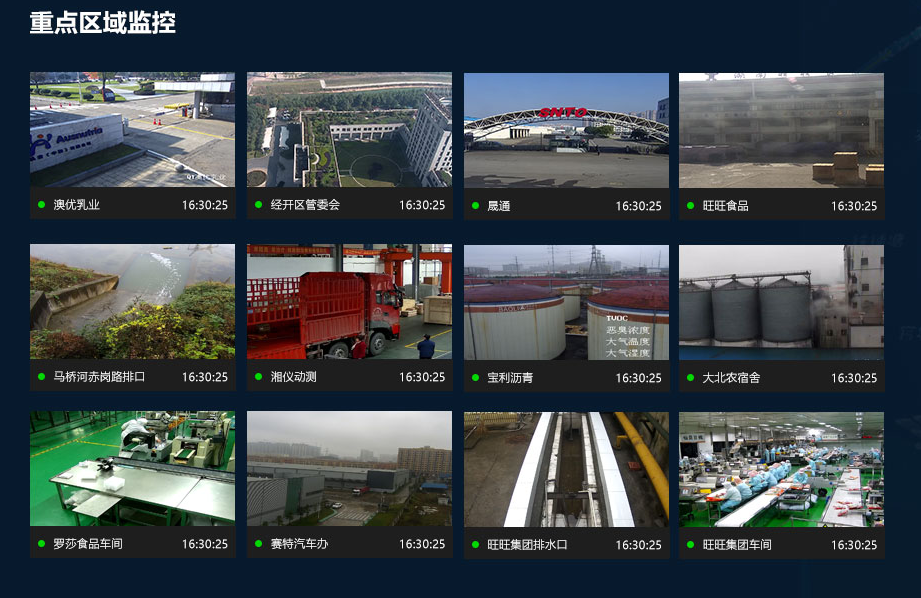 重点区域监控
Ausnutria
澳优乳业 16:30:25
经开区管委会 16:30:25
SNTO
晟通 16:30:25
旺旺食品 16:30:25
马桥河赤岗路排口 16:30:25
湘仪动测 16:30:25
TVOC
恶臭浓度
大气温度
大气湿度
宝利沥青 16:30:25
大北农宿舍 16:30:25
罗莎食品车间 16:30:25
赛特汽车办 16:30:25
旺旺集团排水口 16:30:25
旺旺集团车间 16:30:25